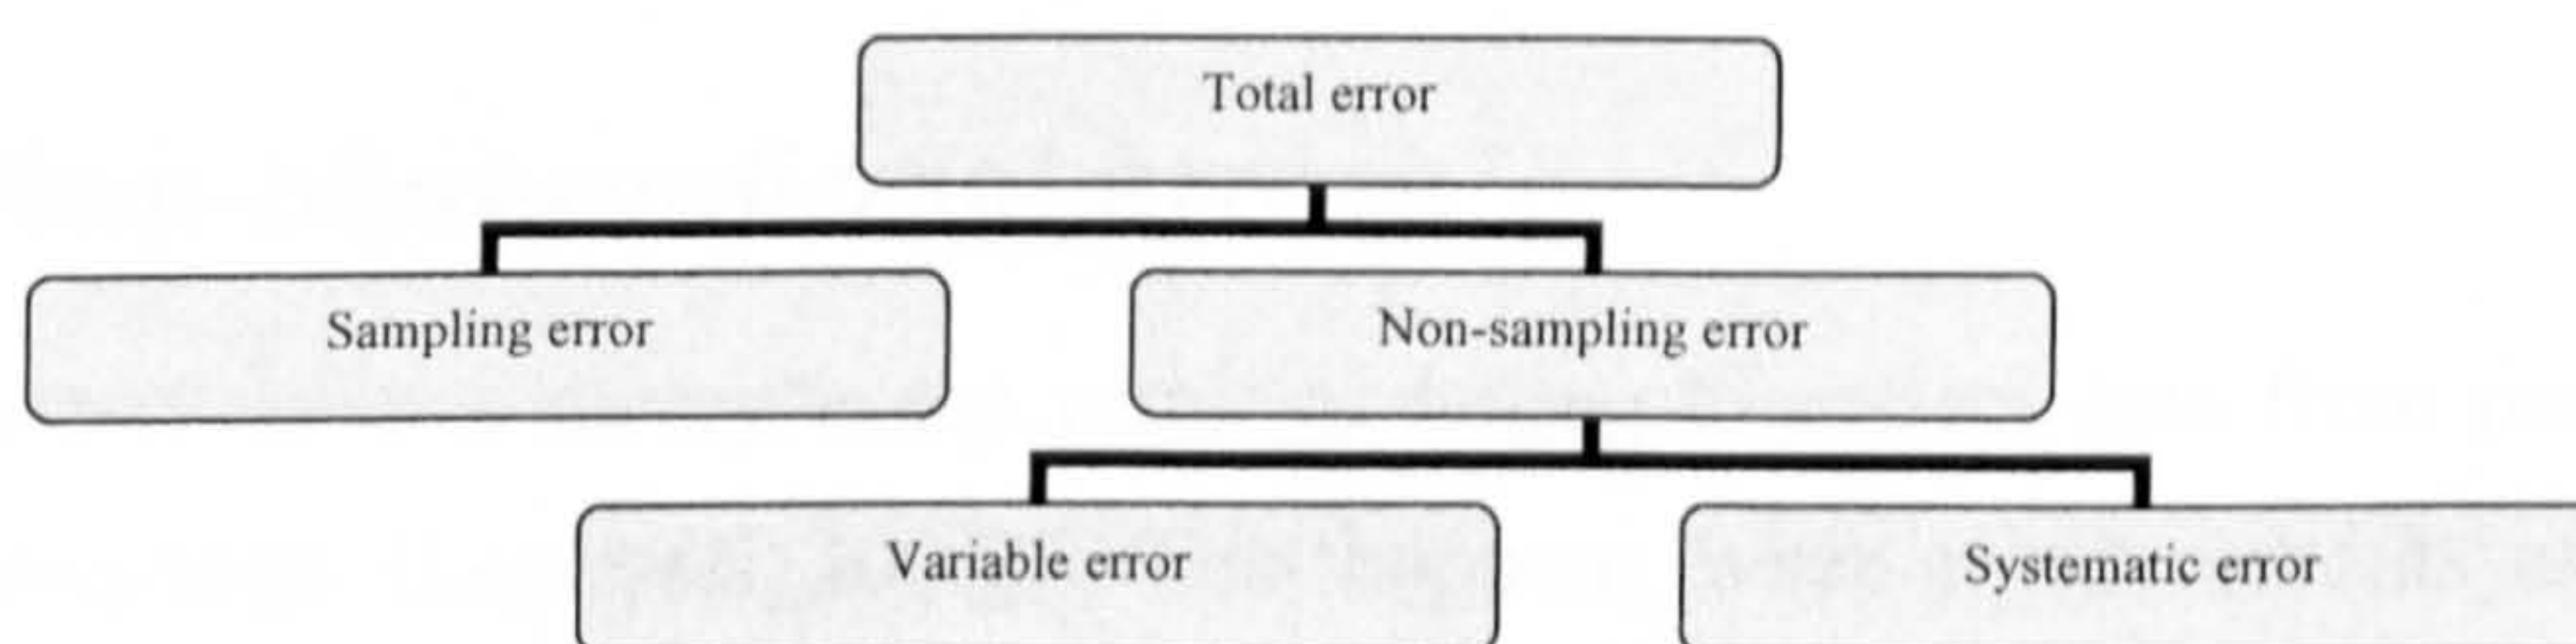 Total error
Sampling error
Non-sampling error
Variable error
Systematic error